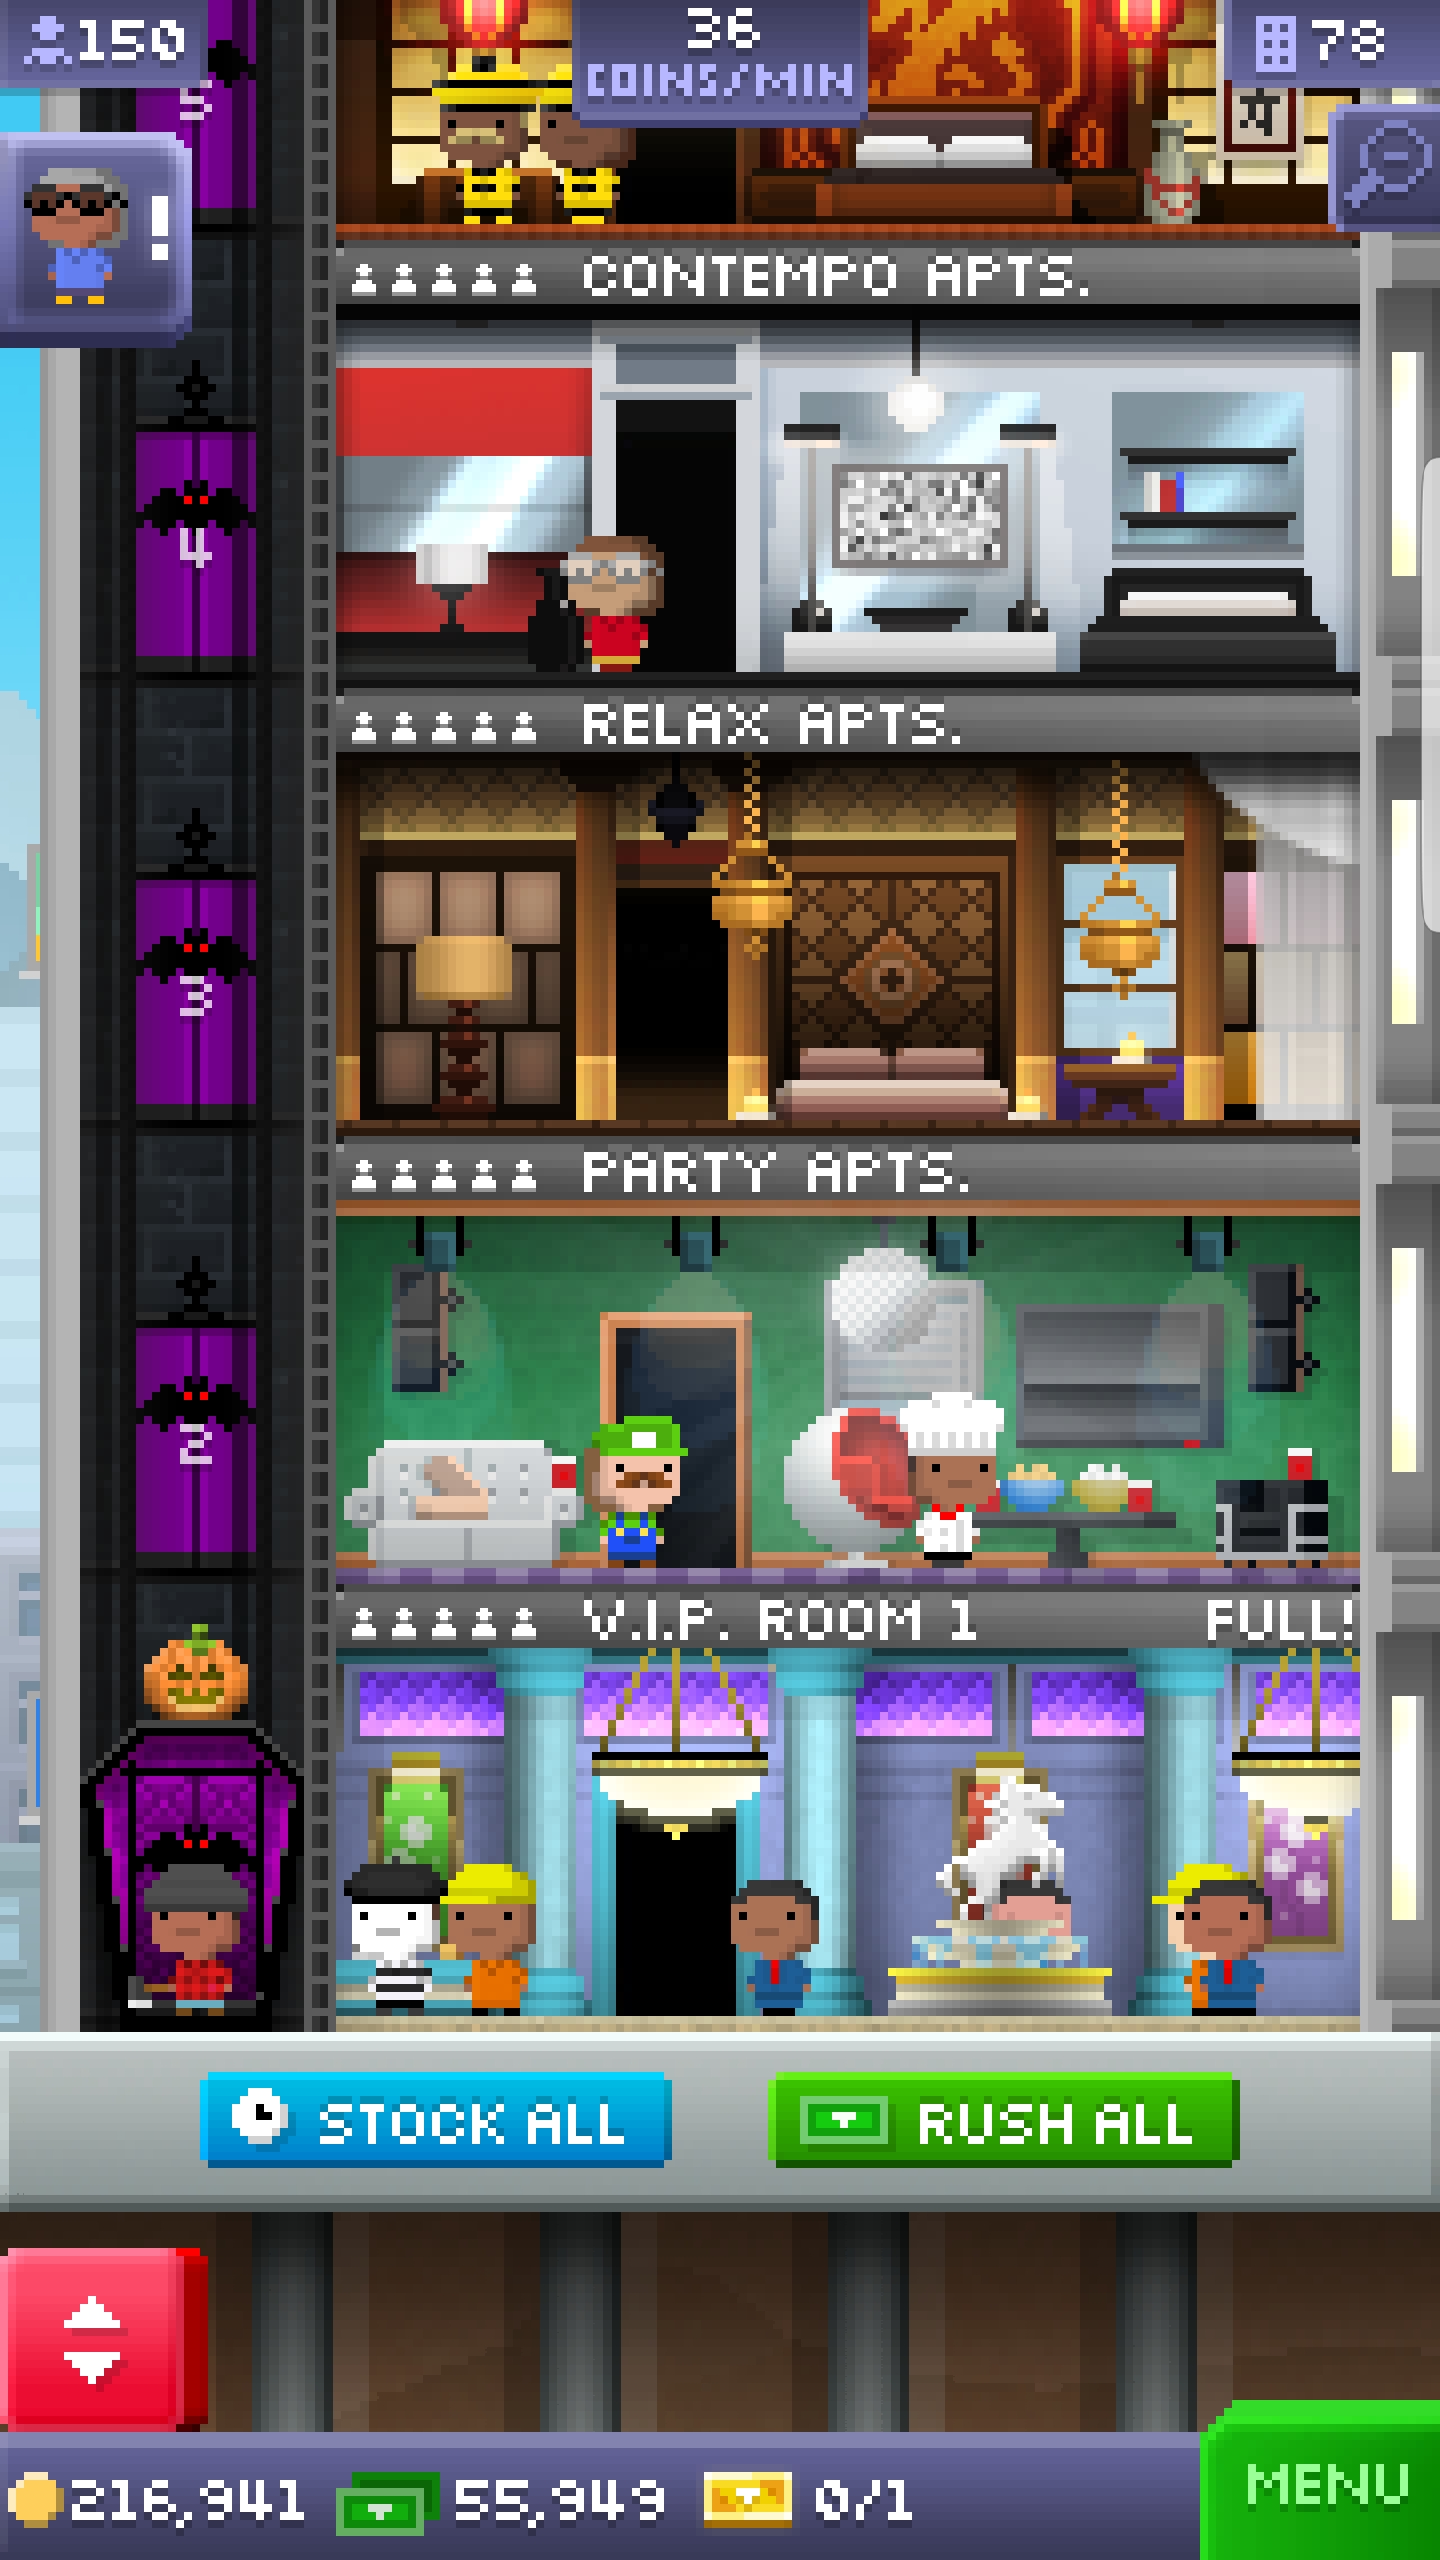 150
36
COINS/MIN
78
5
!
CONTEMPO APTS.
4
RELAX APTS.
3
PARTY APTS.
2
V.I.P. ROOM 1 FULL!
STOCK ALL
RUSH ALL
216,941 55,949 0/1
MENU